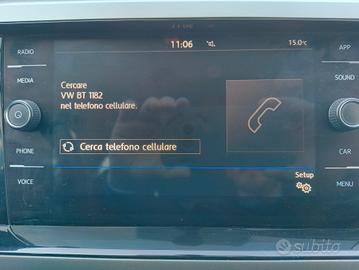 RADIO
11:06
15.0°C
APP
MEDIA
SOUND
Cercare
VW BT 1182
nel telefono cellulare.
Cerca telefono cellulare
PHONE
CAR
VOICE
Setup
MENU
subito